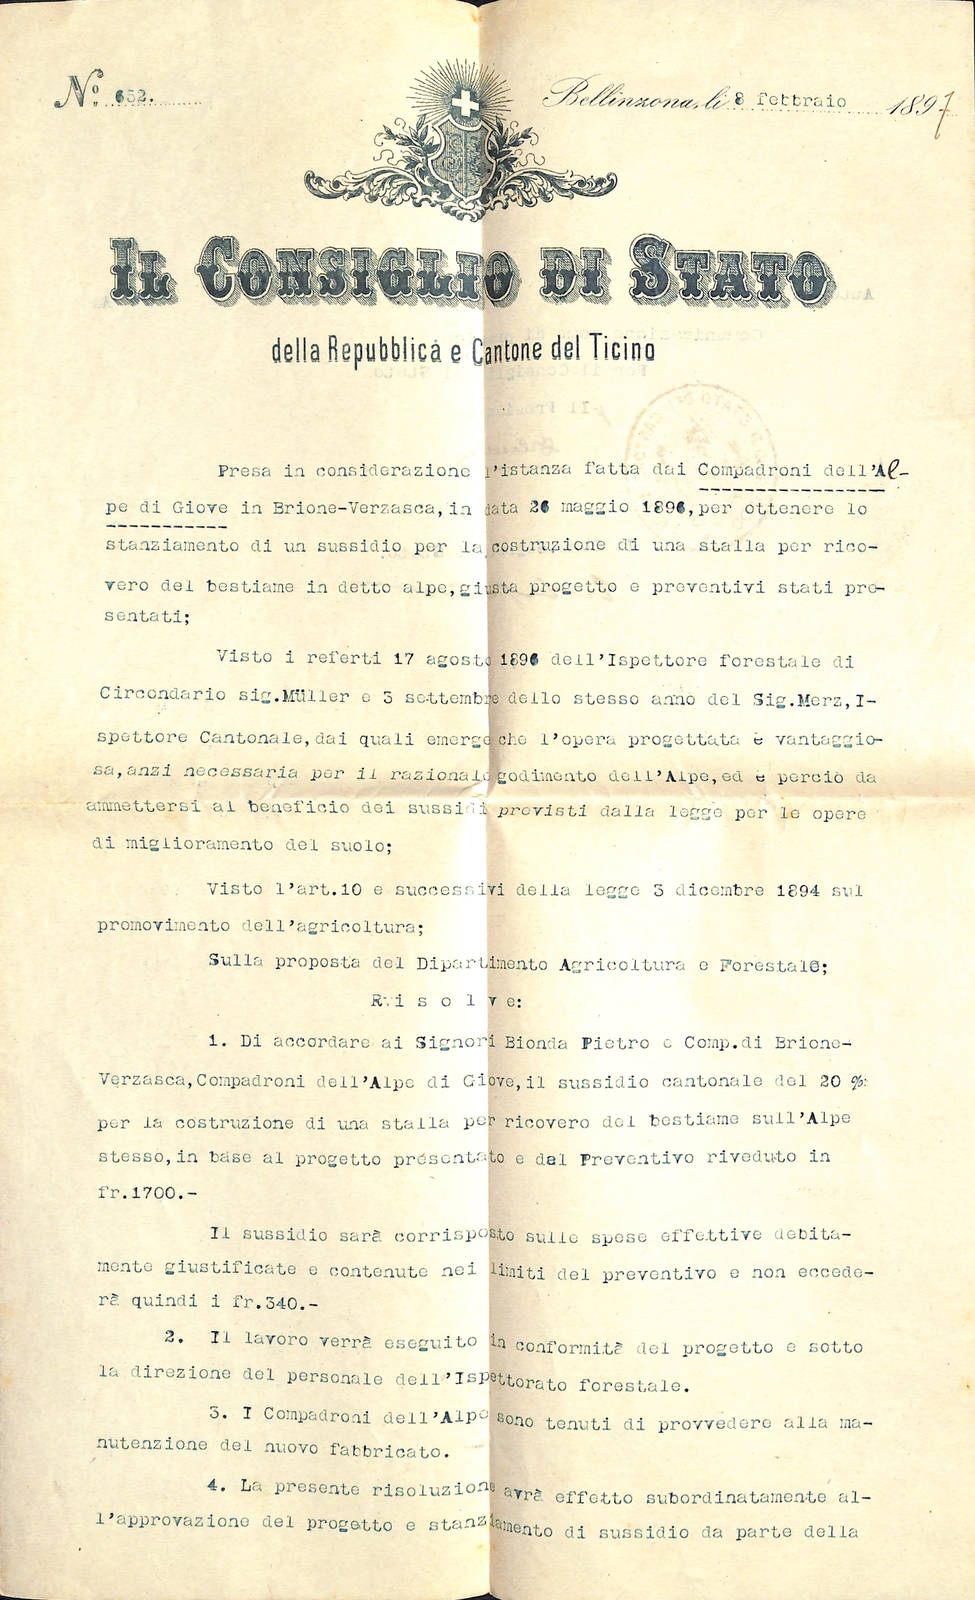 No. 652.
Bellinzona, li 8 febbraio 1897
IL CONSIGLIO DI STATO
della Repubblica e Cantone del Ticino
Presa in considerazione l'istanza fatta dai Compadroni dell'Al-
pe di Giove in Brione-Verzasca, in data 26 maggio 1896, per ottenere lo
stanziamento di un sussidio per la costruzione di una stalla per rico-
vero del bestiame in detto alpe, giusta progetto e preventivi stati pre-
sentati;
Visto i referti 17 agosto 1896 dell'Ispettore forestale di
Circondario sig. Müller e 3 settembre dello stesso anno del Sig. Merz, I-
spettore Cantonale, dai quali emerge che l'opera progettata è vantaggio-
sa, anzi necessaria per il razionale godimento dell'Alpe, ed è perciò da
ammettersi al beneficio dei sussidi previsti dalla legge per le opere
di miglioramento del suolo;
Visto l'art. 10 e successivi della legge 3 dicembre 1894 sul
promovimento dell'agricoltura;
Sulla proposta del Dipartimento Agricoltura e Forestale;
R i s o l v e:
1. Di accordare ai Signori Bionda Pietro e Comp. di Brione-
Verzasca, Compadroni dell'Alpe di Giove, il sussidio cantonale del 20 %
per la costruzione di una stalla per ricovero del bestiame sull'Alpe
stesso, in base al progetto presentato e dal Preventivo riveduto in
fr. 1700.-
Il sussidio sarà corrisposto sulle spese effettive debita-
mente giustificate e contenute nei limiti del preventivo e non eccede-
rà quindi i fr. 340.-
2. Il lavoro verrà eseguito in conformità del progetto e sotto
la direzione del personale dell'Ispettorato forestale.
3. I Compadroni dell'Alpe sono tenuti di provvedere alla ma-
nutenzione del nuovo fabbricato.
4. La presente risoluzione avrà effetto subordinatamente al-
l'approvazione del progetto e stanziamento di sussidio da parte della